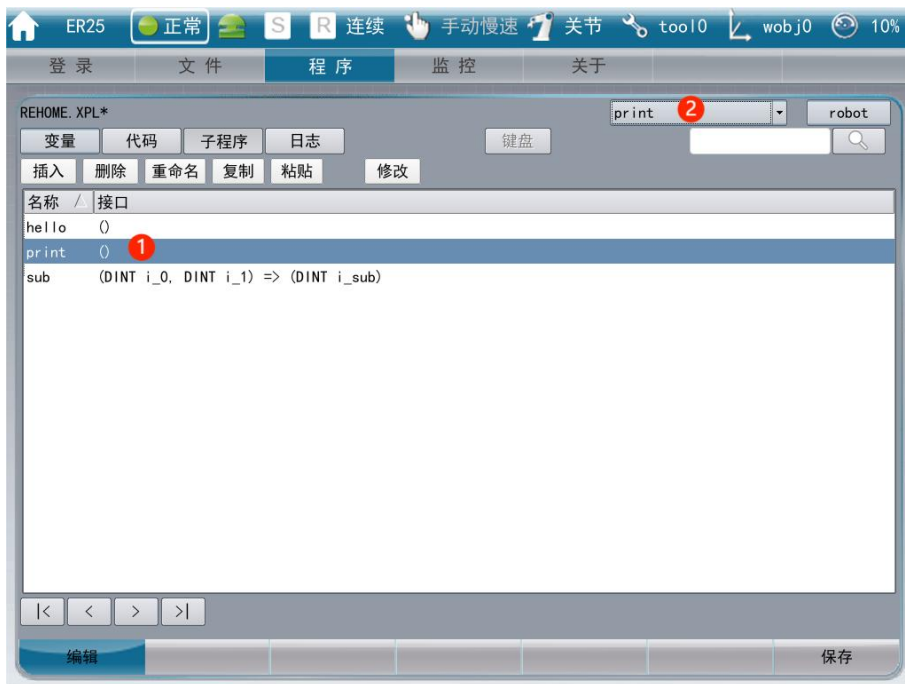 ER25 正常 S R 连续 手动慢速 关节 tool0 wobj0 10%
登 录 文 件 程 序 监 控 关于
REHOME.XPL* print 2 robot
变量 代码 子程序 日志 键盘
插入 删除 重命名 复制 粘贴 修改
名称 接口
hello ()
print () 1
sub (DINT i_0, DINT i_1) => (DINT i_sub)
|< < > >|
编辑 保存